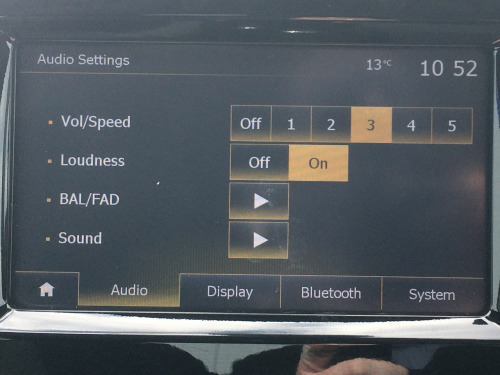 Audio Settings 13°C 10 52
Vol/Speed Off 1 2 3 4 5
Loudness Off On
BAL/FAD
Sound
Audio Display Bluetooth System